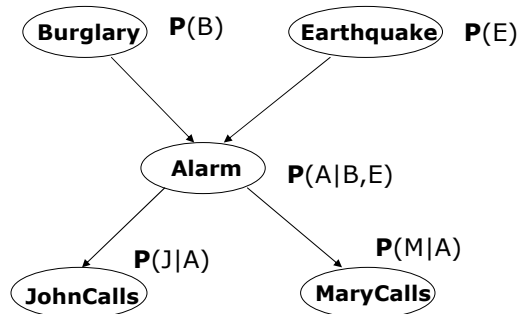 Burglary P(B) Earthquake P(E)
Alarm P(A|B,E)
P(J|A) P(M|A)
JohnCalls MaryCalls